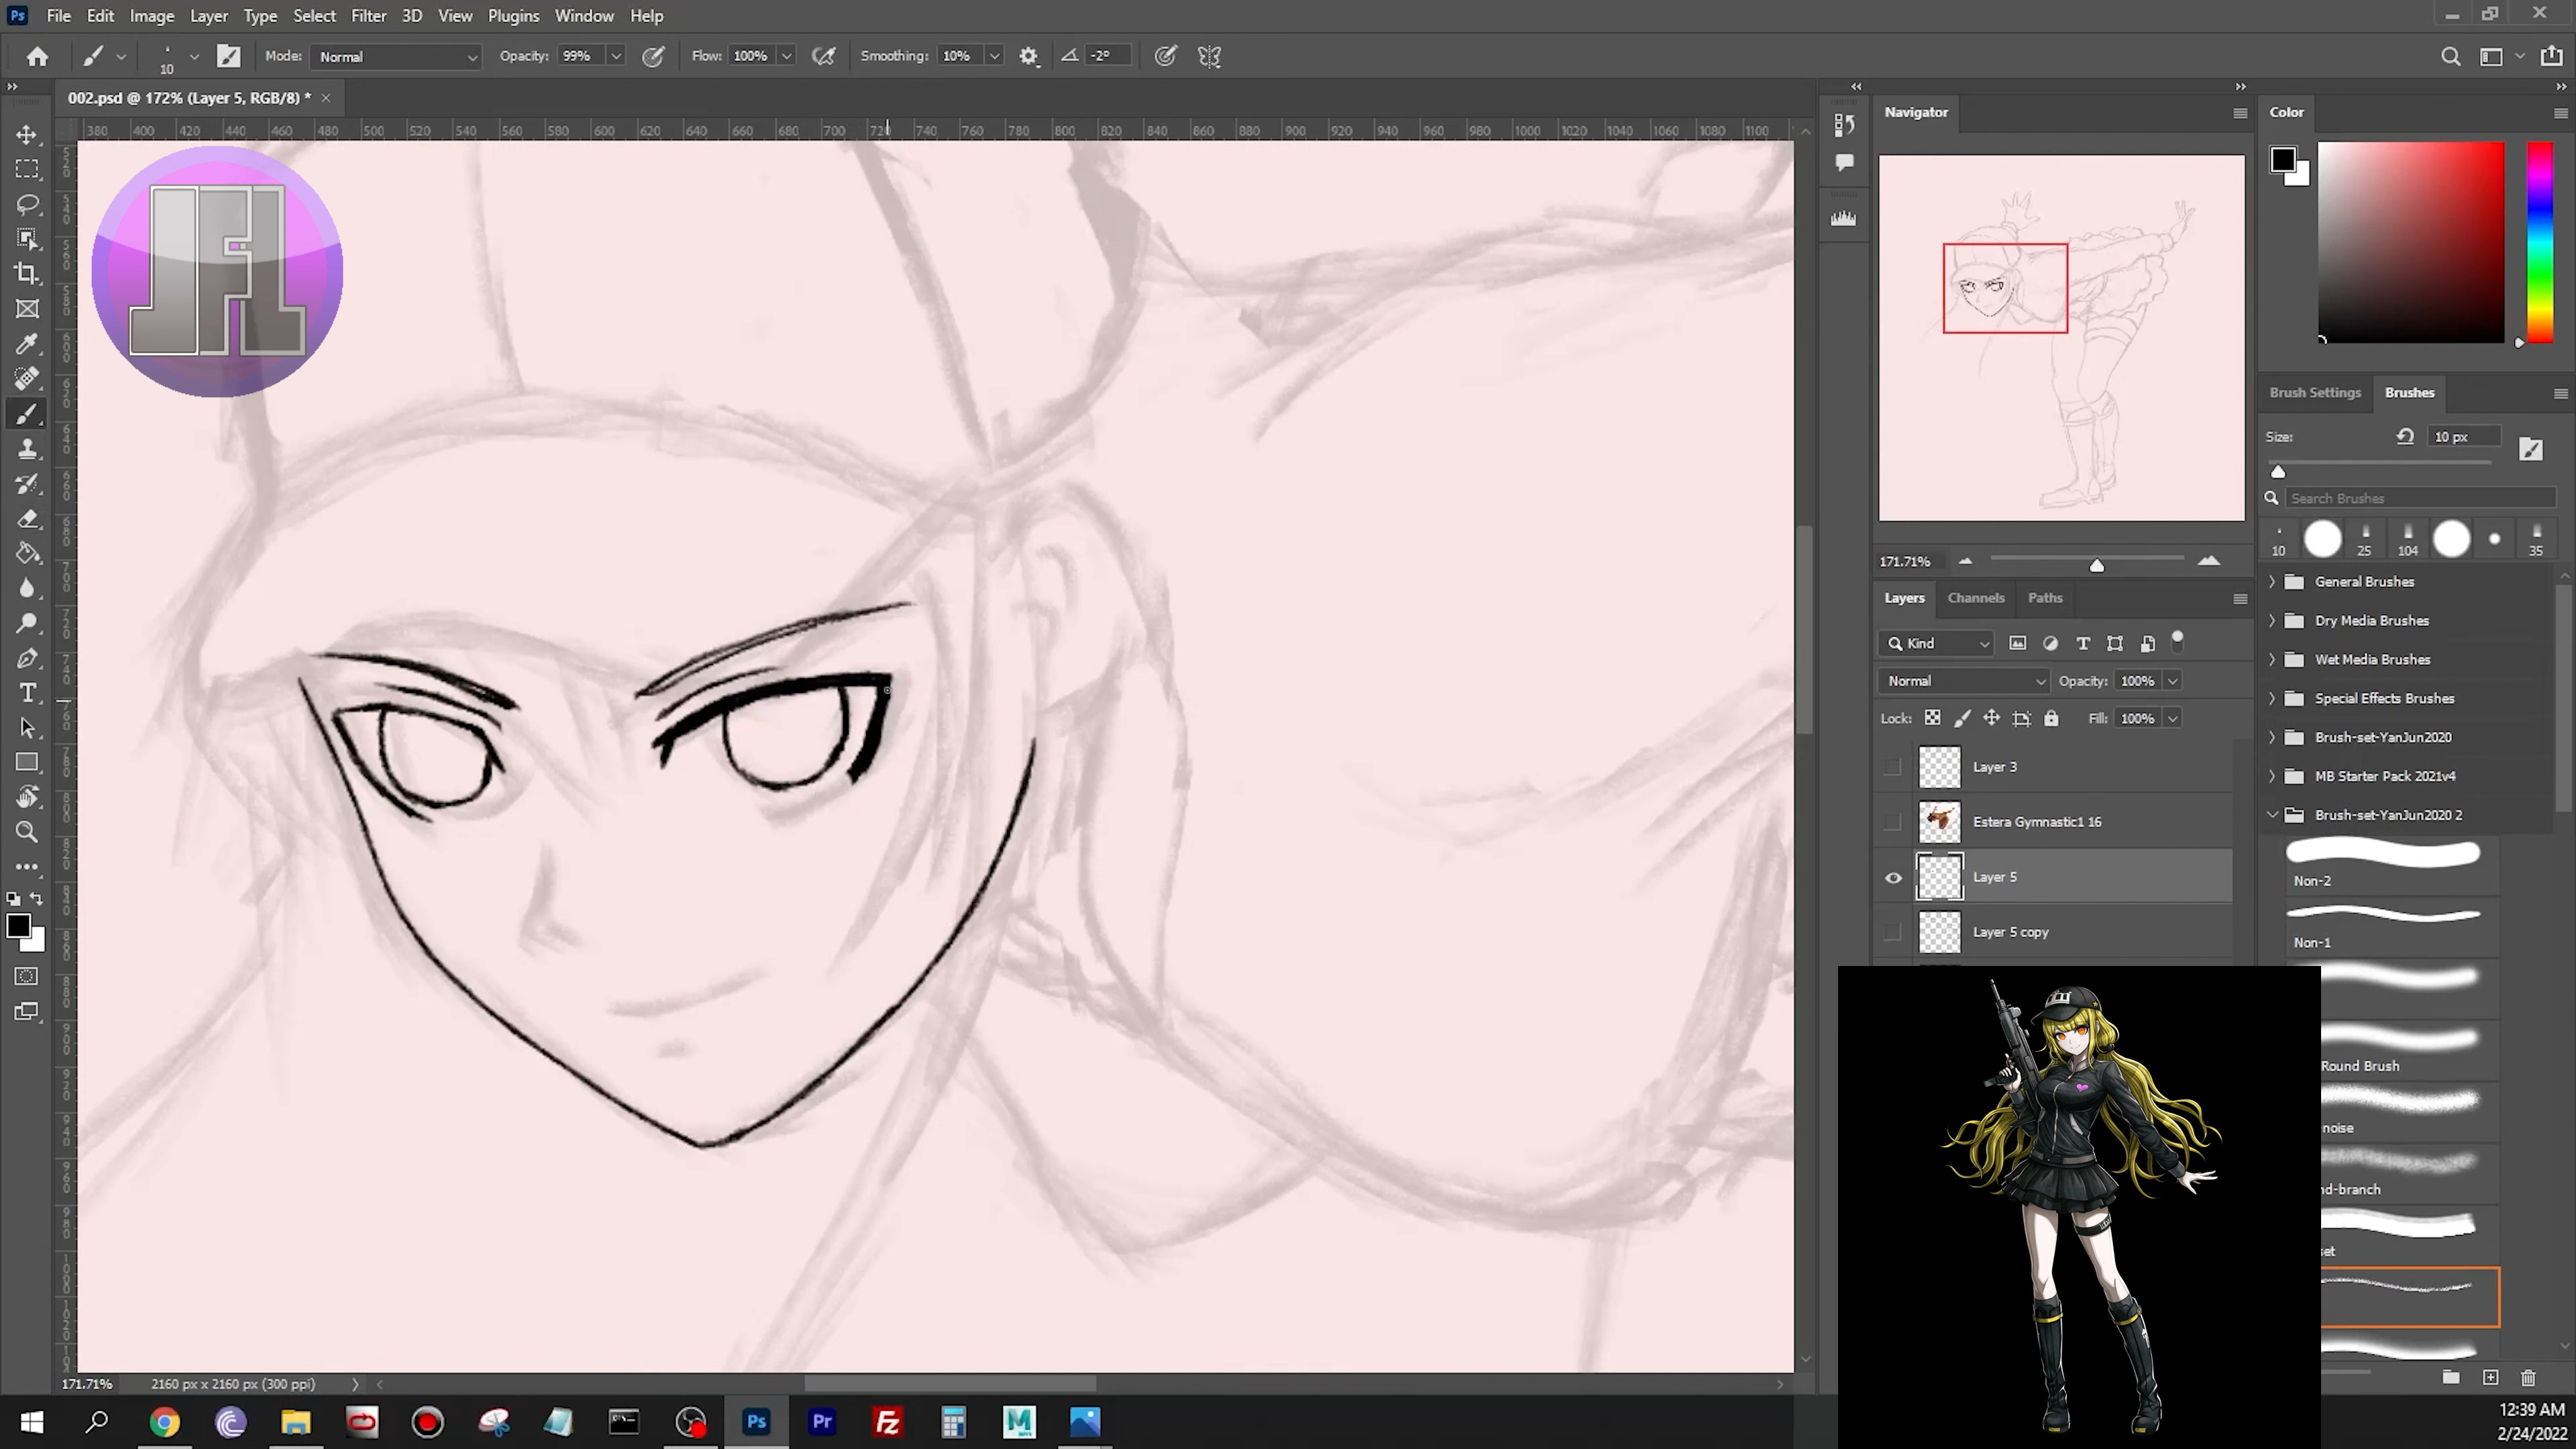 Ps File Edit Image Layer Type Select Filter 3D View Plugins Window Help
10 Mode: Normal Opacity: 99% Flow: 100% Smoothing: 10% -2°
002.psd @ 172% (Layer 5, RGB/8) *
380 400 420 440 460 480 500 520 540 560 580 600 620 640 660 680 700 720 740 760 780 800 820 840 860 880 900 920 940 960 980 1000 1020 1040 1060 1080 1100
Navigator
171.71%
Layers Channels Paths
Kind
Normal Opacity: 100%
Lock: Fill: 100%
Layer 3
Estera Gymnastic1 16
Layer 5
Layer 5 copy
Color
Brush Settings Brushes
Size: 10 px
Search Brushes
10 25 104 35
General Brushes
Dry Media Brushes
Wet Media Brushes
Special Effects Brushes
Brush-set-YanJun2020
MB Starter Pack 2021v4
Brush-set-YanJun2020 2
Non-2
Non-1
Round Brush
noise
nd-branch
set
171.71% 2160 px x 2160 px (300 ppi)
Ps Pr Fz M
12:39 AM
2/24/2022